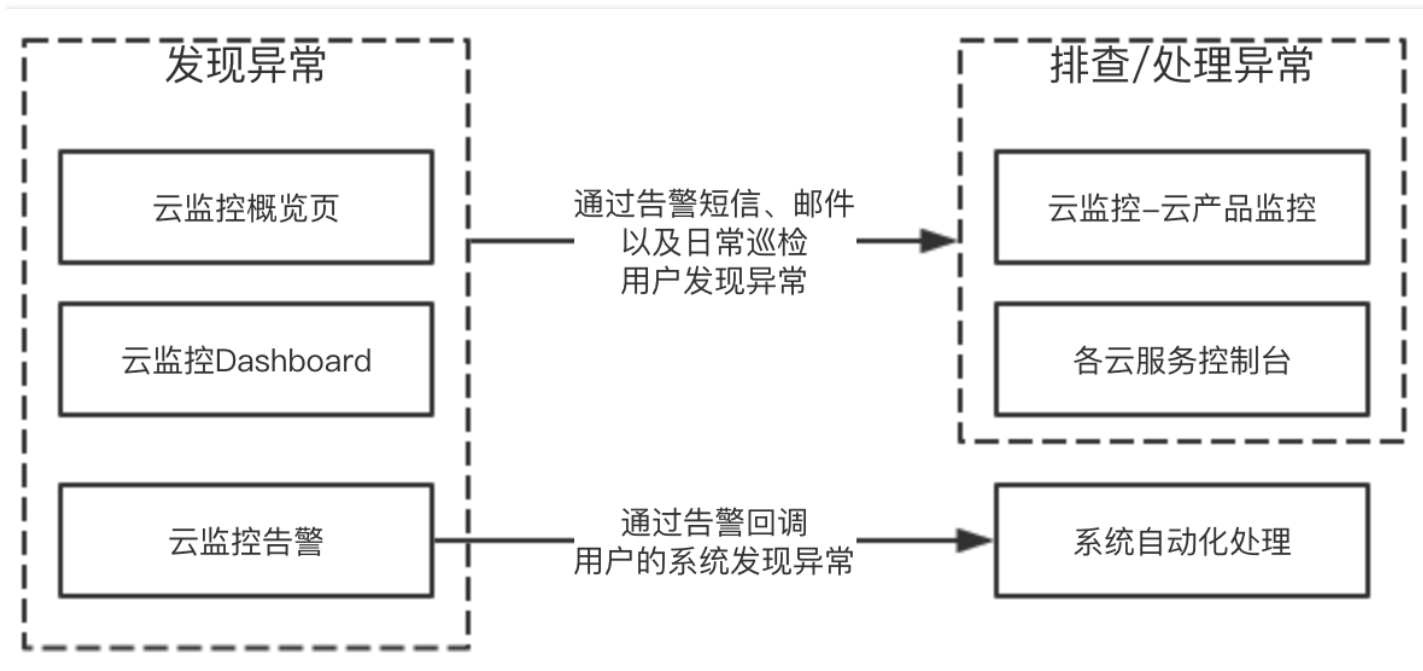 发现异常
云监控概览页
云监控Dashboard
云监控告警
通过告警短信、邮件
以及日常巡检
用户发现异常
通过告警回调
用户的系统发现异常
排查/处理异常
云监控–云产品监控
各云服务控制台
系统自动化处理